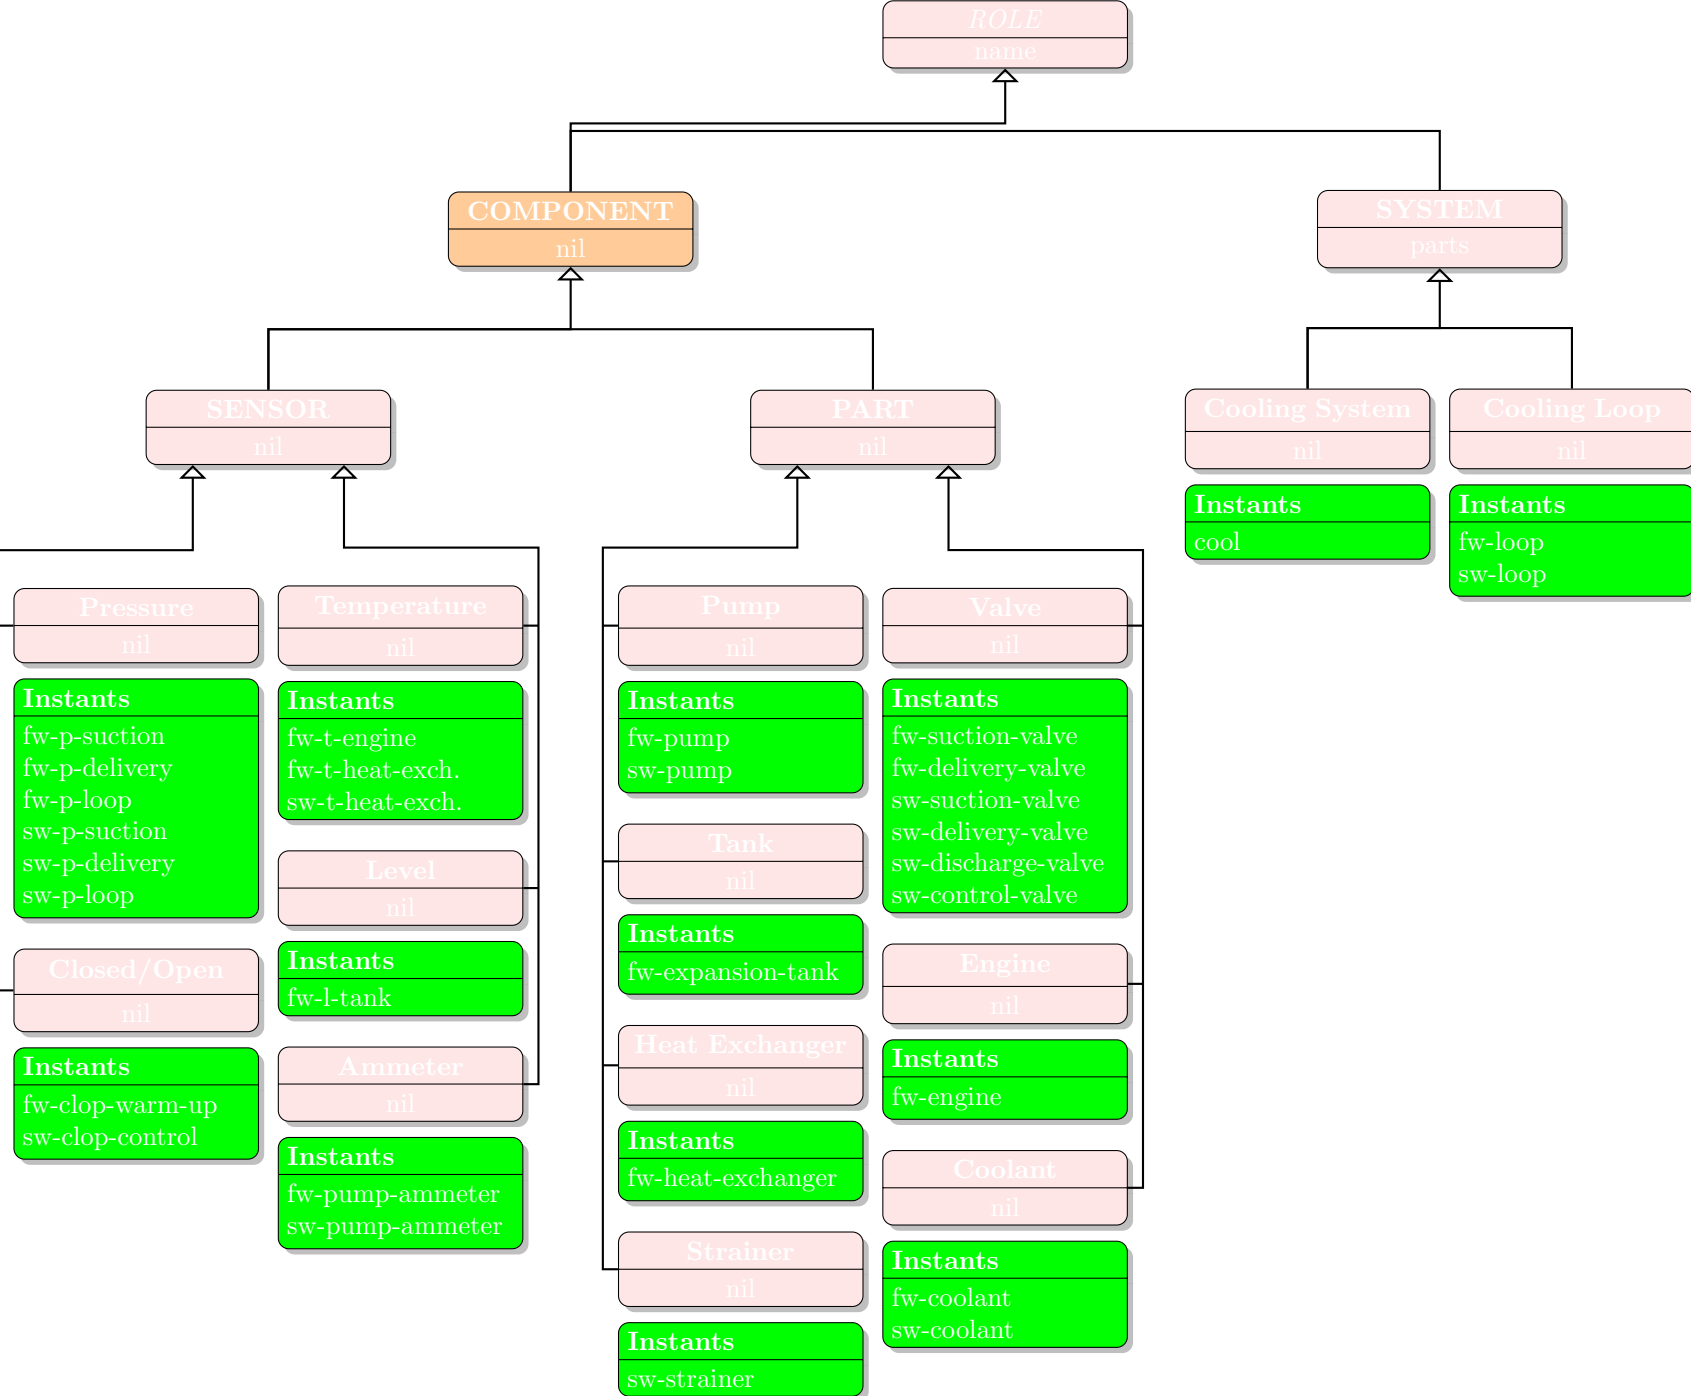 ROLE
name
COMPONENT
nil
SYSTEM
parts
SENSOR
nil
PART
nil
Cooling System
nil
Instants
cool
Cooling Loop
nil
Instants
fw-loop
sw-loop
Pressure
nil
Instants
fw-p-suction
fw-p-delivery
fw-p-loop
sw-p-suction
sw-p-delivery
sw-p-loop
Closed/Open
nil
Instants
fw-clop-warm-up
sw-clop-control
Temperature
nil
Instants
fw-t-engine
fw-t-heat-exch.
sw-t-heat-exch.
Level
nil
Instants
fw-l-tank
Ammeter
nil
Instants
fw-pump-ammeter
sw-pump-ammeter
Pump
nil
Instants
fw-pump
sw-pump
Tank
nil
Instants
fw-expansion-tank
Heat Exchanger
nil
Instants
fw-heat-exchanger
Strainer
nil
Instants
sw-strainer
Valve
nil
Instants
fw-suction-valve
fw-delivery-valve
sw-suction-valve
sw-delivery-valve
sw-discharge-valve
sw-control-valve
Engine
nil
Instants
fw-engine
Coolant
nil
Instants
fw-coolant
sw-coolant